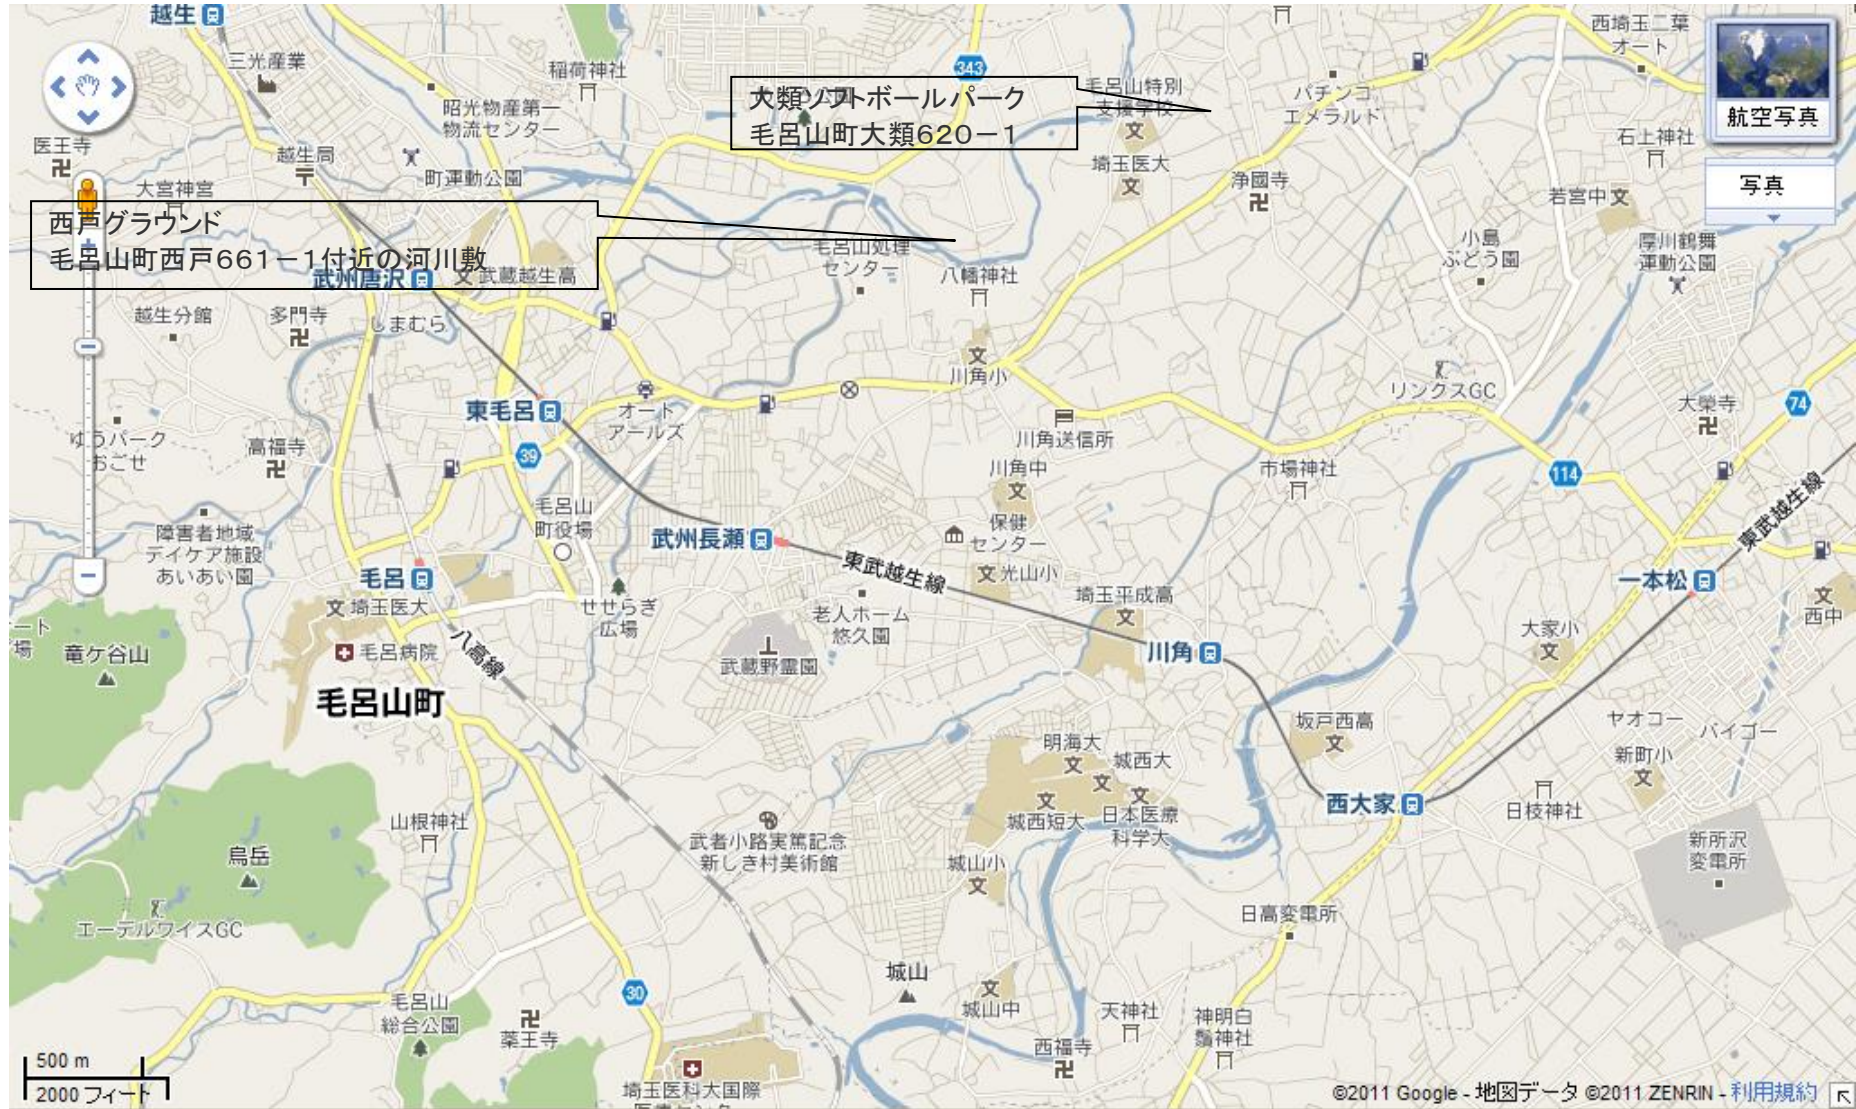 越生
三光産業
稲荷神社
343
西埼玉二葉
オート
昭光物産第一
物流センター
大類ソフトボールパーク
毛呂山町大類620-1
毛呂山特別
支援学校
パチンコ
エメラルド
航空写真
医王寺
越生局
町運動公園
埼玉医大
浄國寺
石上神社
写真
大宮神宮
若宮中
西戸グラウンド
毛呂山町西戸661-1付近の河川敷
毛呂山処理
センター
八幡神社
小島
ぶどう園
厚川鶴舞
運動公園
武州唐沢
武蔵越生高
越生分館
多門寺
しまむら
川角小
リンクスGC
東毛呂
オート
アールズ
大榮寺
74
ゆうパーク
おごせ
高福寺
39
川角送信所
川角中
市場神社
114
毛呂山
町役場
武州長瀬
保健
センター
東武越生線
障害者地域
デイケア施設
あいあい園
毛呂
埼玉医大
せせらぎ
広場
東武越生線
光山小
埼玉平成高
一本松
西中
老人ホーム
悠久園
大家小
竜ケ谷山
毛呂病院
八高線
武蔵野霊園
川角
毛呂山町
坂戸西高
ヤオコー
バイゴー
明海大
城西大
新町小
城西短大
日本医療
科学大
西大家
日枝神社
山根神社
武者小路実篤記念
新しき村美術館
新所沢
変電所
烏岳
城山小
エーデルワイスGC
日高変電所
城山
30
毛呂山
総合公園
薬王寺
城山中
天神社
神明白
鬚神社
西福寺
500 m
2000 フィート
埼玉医科大国際
©2011 Google - 地図データ ©2011 ZENRIN - 利用規約